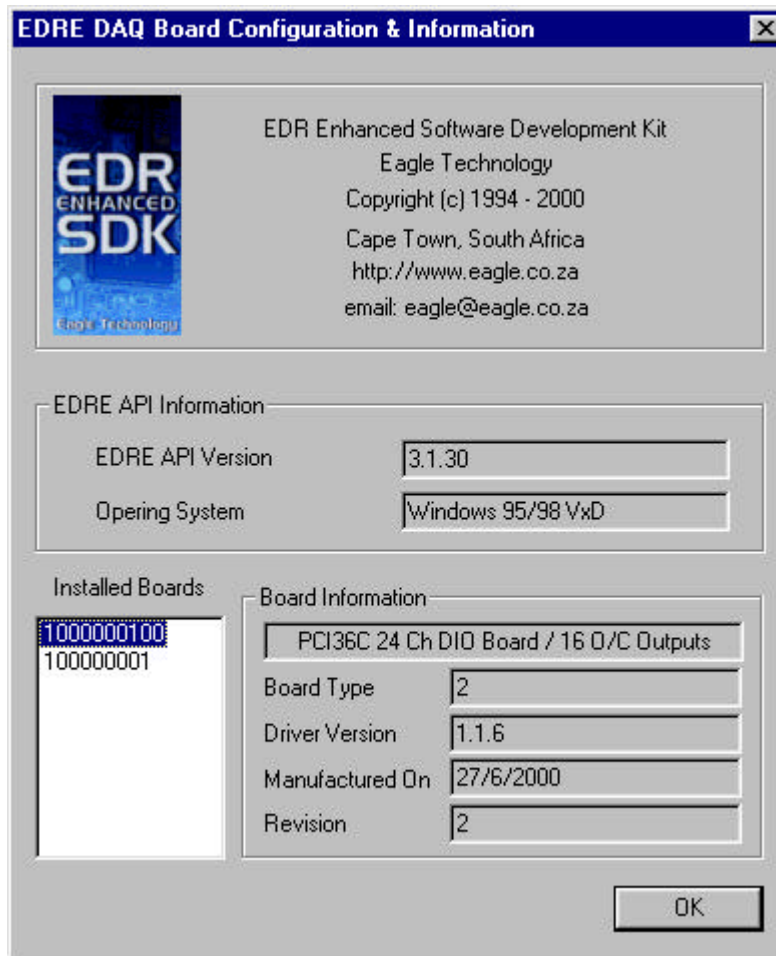 EDRE DAQ Board Configuration & Information
EDR
ENHANCED
SDK
Eagle Technology
EDR Enhanced Software Development Kit
Eagle Technology
Copyright (c) 1994 - 2000
Cape Town, South Africa
http://www.eagle.co.za
email: eagle@eagle.co.za
EDRE API Information
EDRE API Version 3.1.30
Opering System Windows 95/98 VxD
Installed Boards
1000000100
100000001
Board Information
PCI36C 24 Ch DIO Board / 16 O/C Outputs
Board Type 2
Driver Version 1.1.6
Manufactured On 27/6/2000
Revision 2
OK